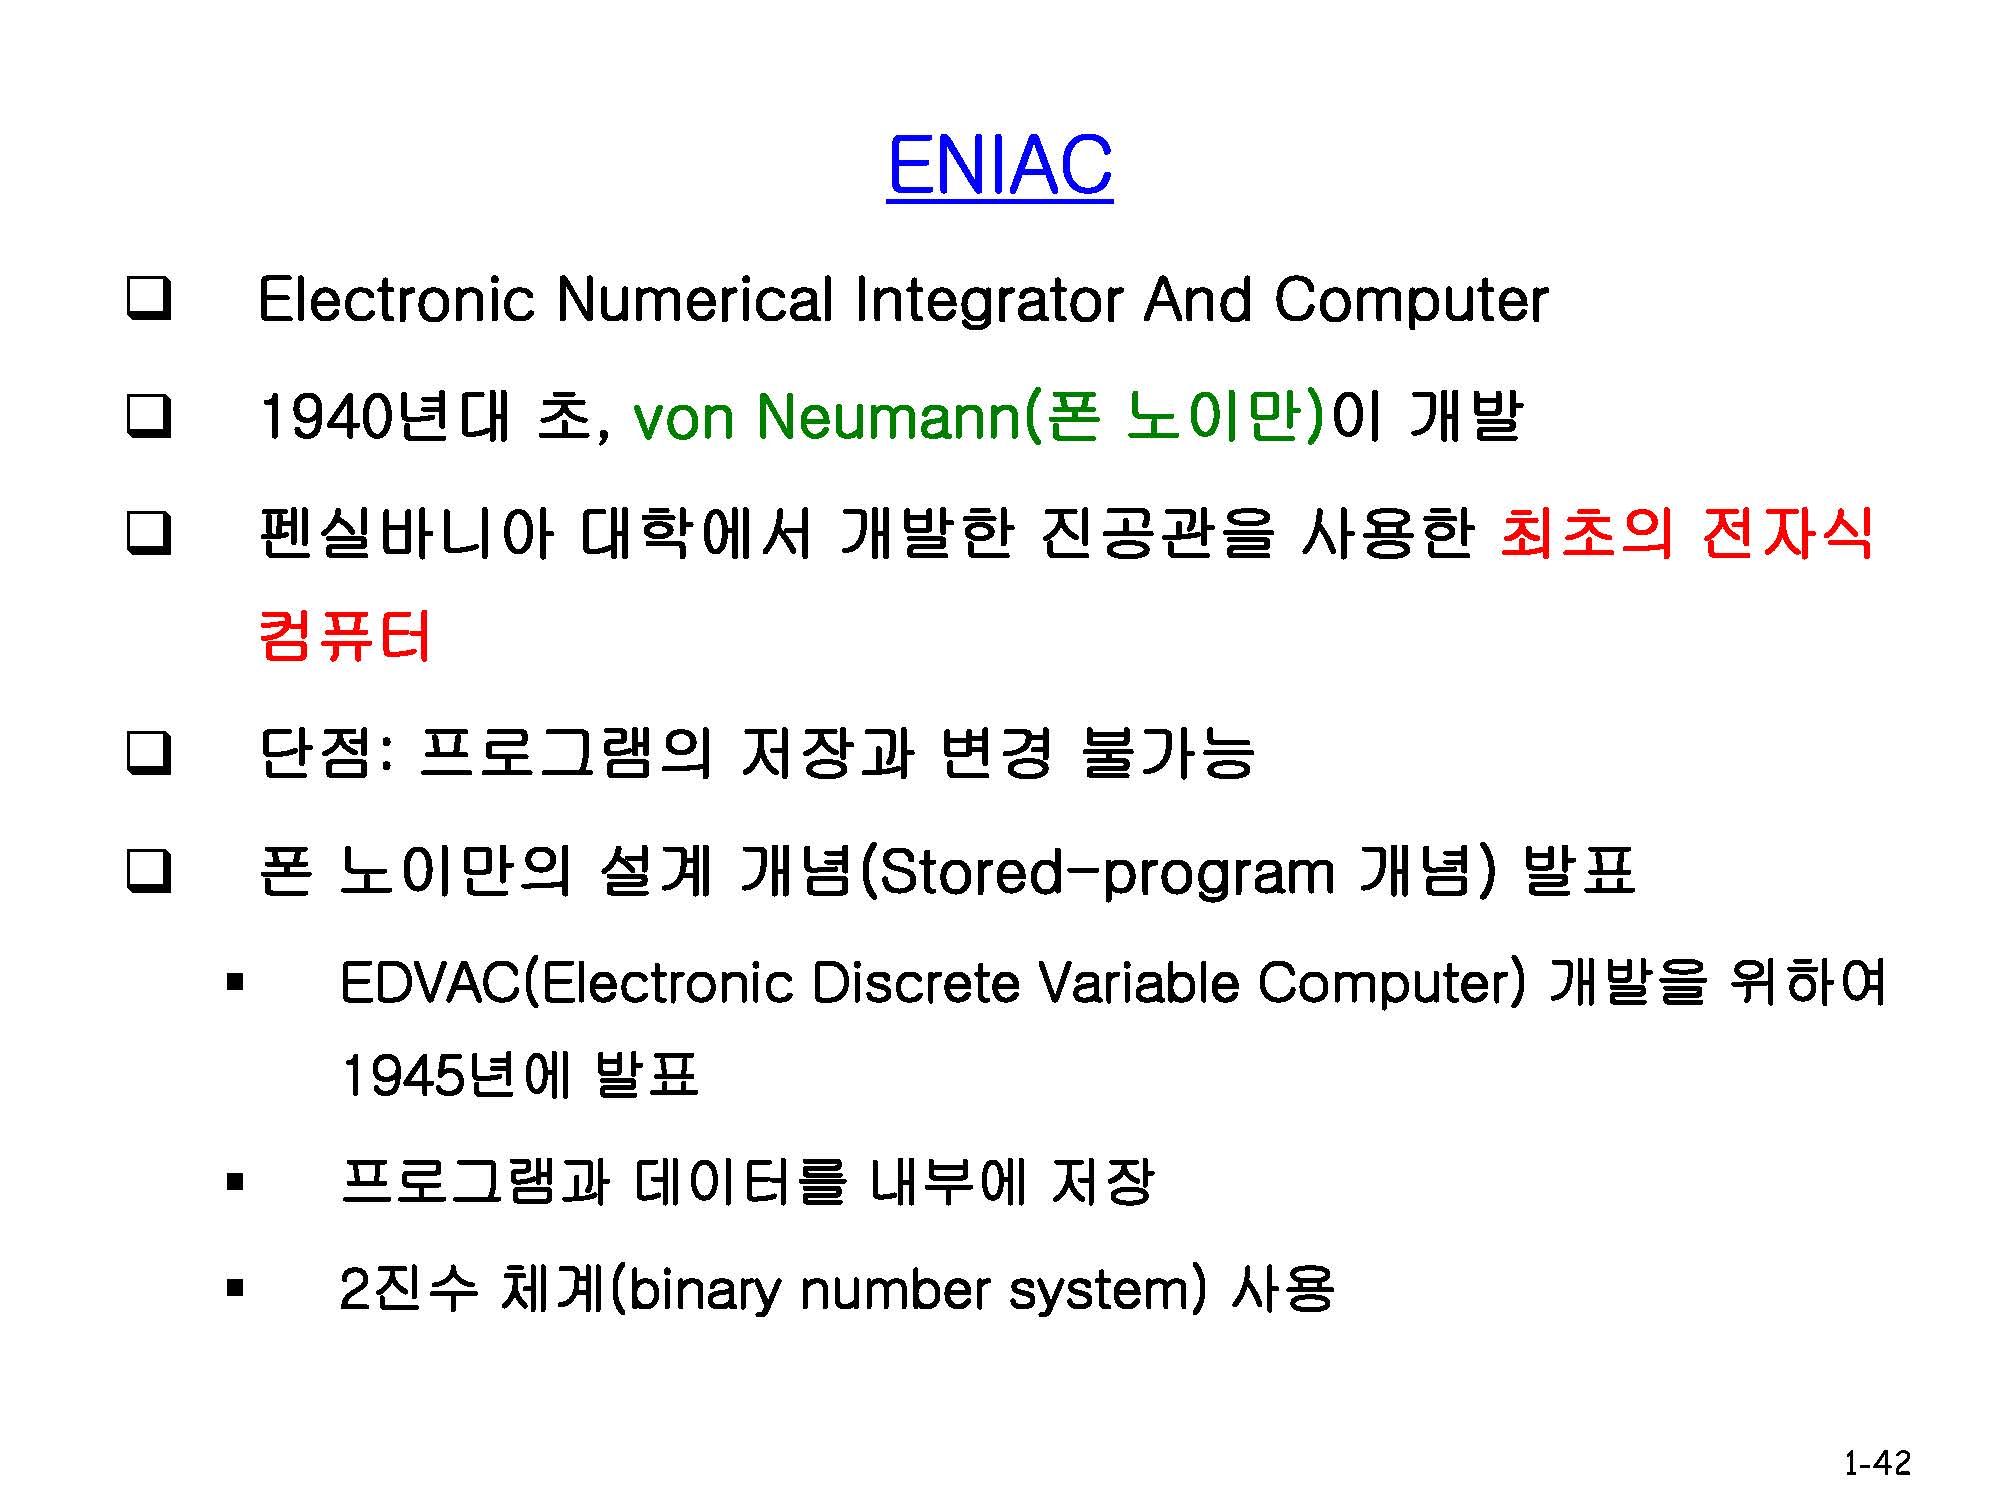 ENIAC
❑ Electronic Numerical Integrator And Computer
❑ 1940년대 초, von Neumann(폰 노이만)이 개발
❑ 펜실바니아 대학에서 개발한 진공관을 사용한 최초의 전자식
컴퓨터
❑ 단점: 프로그램의 저장과 변경 불가능
❑ 폰 노이만의 설계 개념(Stored-program 개념) 발표
▪ EDVAC(Electronic Discrete Variable Computer) 개발을 위하여
1945년에 발표
▪ 프로그램과 데이터를 내부에 저장
▪ 2진수 체계(binary number system) 사용
1-42